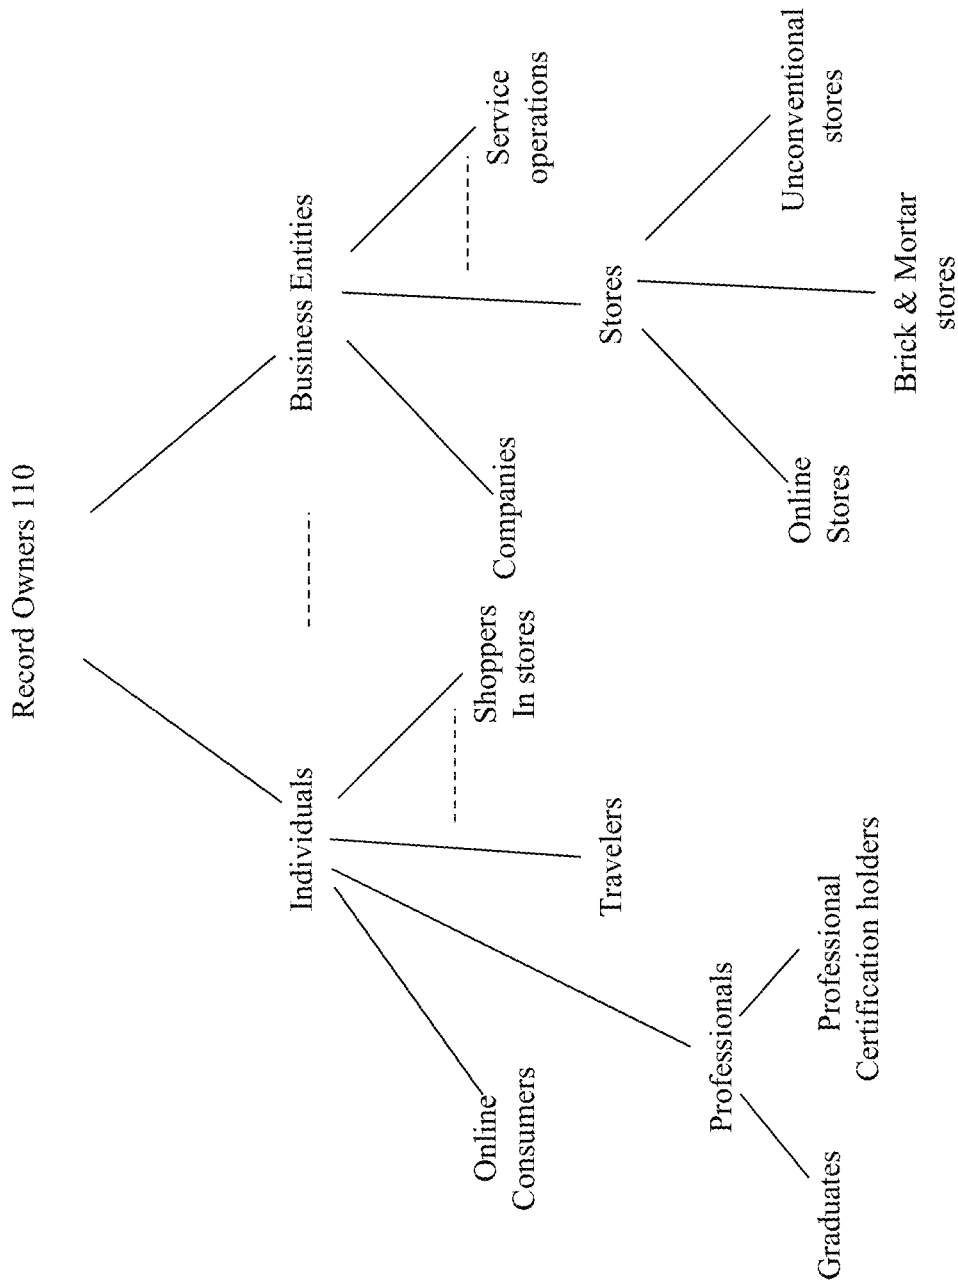 Record Owners 110
Individuals
Business Entities
Online
Consumers
Professionals
Travelers
Shoppers
In stores
Companies
Stores
Service
operations
Graduates
Professional
Certification holders
Online
Stores
Brick & Mortar
stores
Unconventional
stores